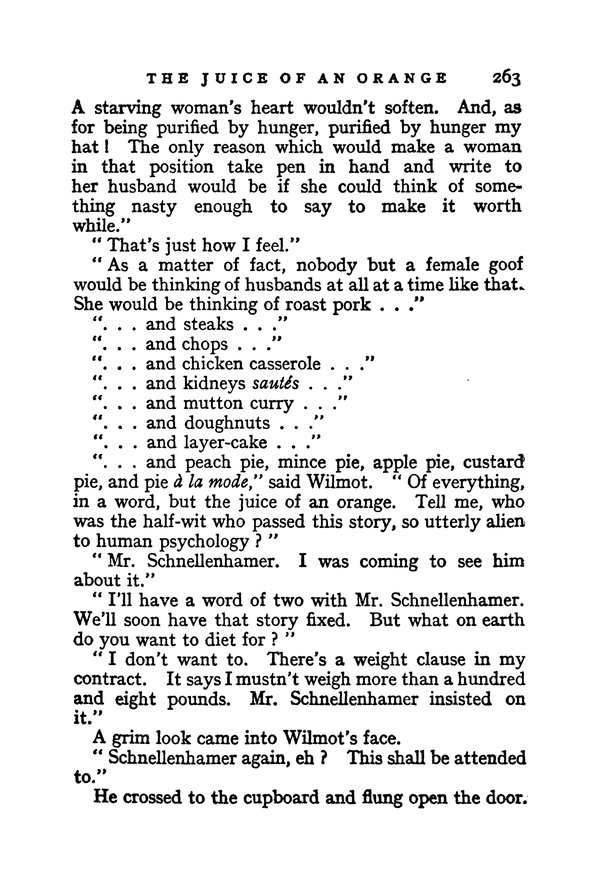 THE JUICE OF AN ORANGE 263
A starving woman's heart wouldn't soften. And, as
for being purified by hunger, purified by hunger my
hat! The only reason which would make a woman
in that position take pen in hand and write to
her husband would be if she could think of some-
thing nasty enough to say to make it worth
while."
"That's just how I feel."
"As a matter of fact, nobody but a female goof
would be thinking of husbands at all at a time like that.
She would be thinking of roast pork . . ."
". . . and steaks . . ."
". . . and chops . . ."
". . . and chicken casserole . . ."
". . . and kidneys sautés . . ."
". . . and mutton curry . . ."
". . . and doughnuts . . ."
". . . and layer-cake . . ."
". . . and peach pie, mince pie, apple pie, custard
pie, and pie à la mode," said Wilmot. "Of everything,
in a word, but the juice of an orange. Tell me, who
was the half-wit who passed this story, so utterly alien
to human psychology?"
"Mr. Schnellenhamer. I was coming to see him
about it."
"I'll have a word of two with Mr. Schnellenhamer.
We'll soon have that story fixed. But what on earth
do you want to diet for?"
"I don't want to. There's a weight clause in my
contract. It says I mustn't weigh more than a hundred
and eight pounds. Mr. Schnellenhamer insisted on
it."
A grim look came into Wilmot's face.
"Schnellenhamer again, eh? This shall be attended
to."
He crossed to the cupboard and flung open the door.